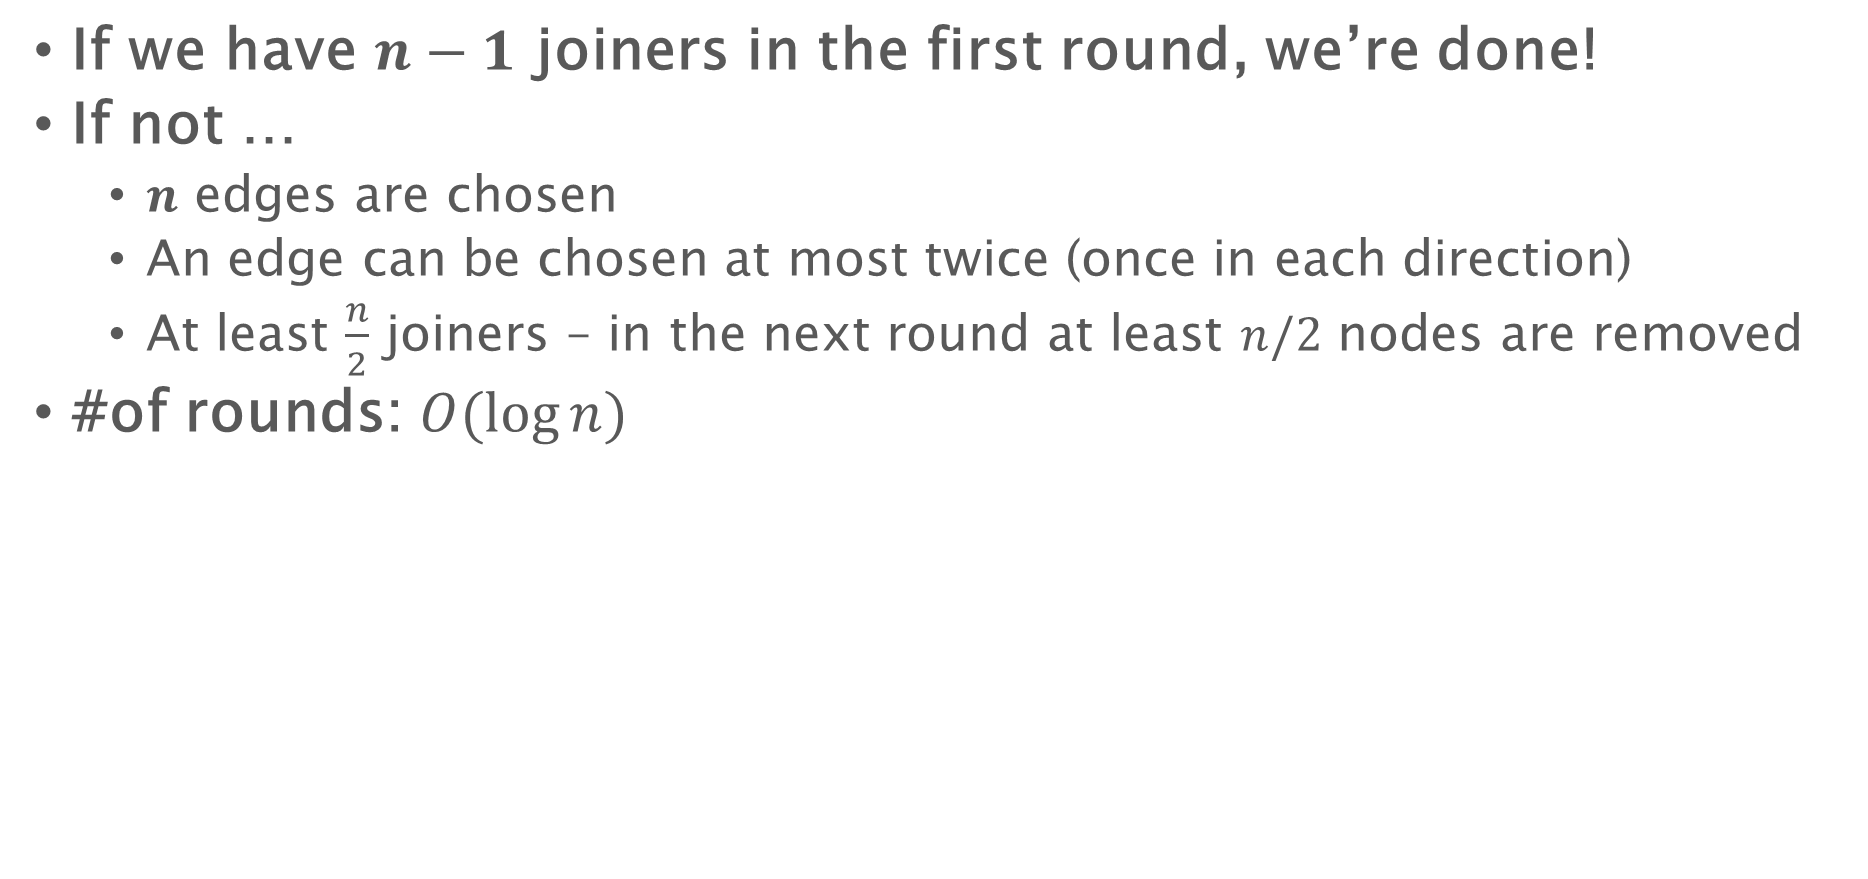 • If we have n − 1 joiners in the first round, we’re done!
• If not …
• n edges are chosen
• An edge can be chosen at most twice (once in each direction)
• At least n/2 joiners – in the next round at least n/2 nodes are removed
• #of rounds: O(log n)